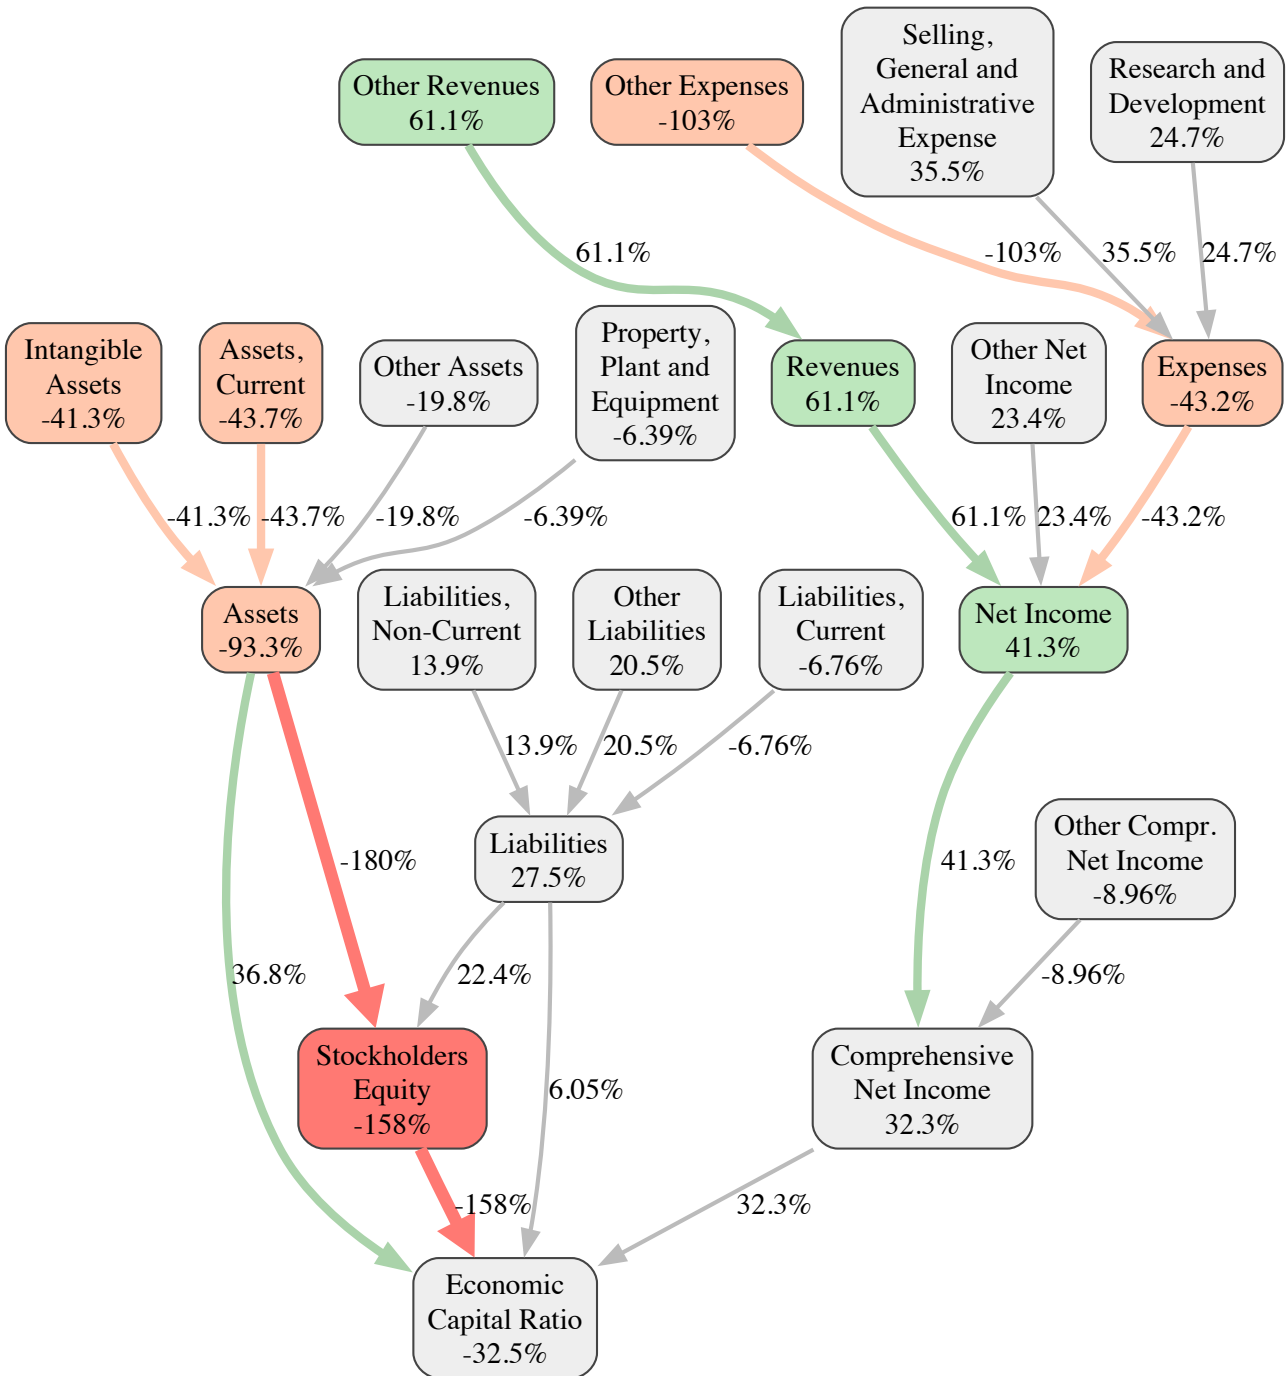 Selling,
General and
Administrative
Expense
35.5%
Other Revenues
61.1%
Other Expenses
-103%
Research and
Development
24.7%
61.1%
-103%
35.5%
24.7%
Intangible
Assets
-41.3%
Assets,
Current
-43.7%
Other Assets
-19.8%
Property,
Plant and
Equipment
-6.39%
Revenues
61.1%
Other Net
Income
23.4%
Expenses
-43.2%
-41.3%
-43.7%
-19.8%
-6.39%
61.1%
23.4%
-43.2%
Assets
-93.3%
Liabilities,
Non-Current
13.9%
Other
Liabilities
20.5%
Liabilities,
Current
-6.76%
Net Income
41.3%
13.9%
20.5%
-6.76%
-180%
Liabilities
27.5%
41.3%
Other Compr.
Net Income
-8.96%
36.8%
22.4%
-8.96%
Stockholders
Equity
-158%
6.05%
Comprehensive
Net Income
32.3%
-158%
32.3%
Economic
Capital Ratio
-32.5%